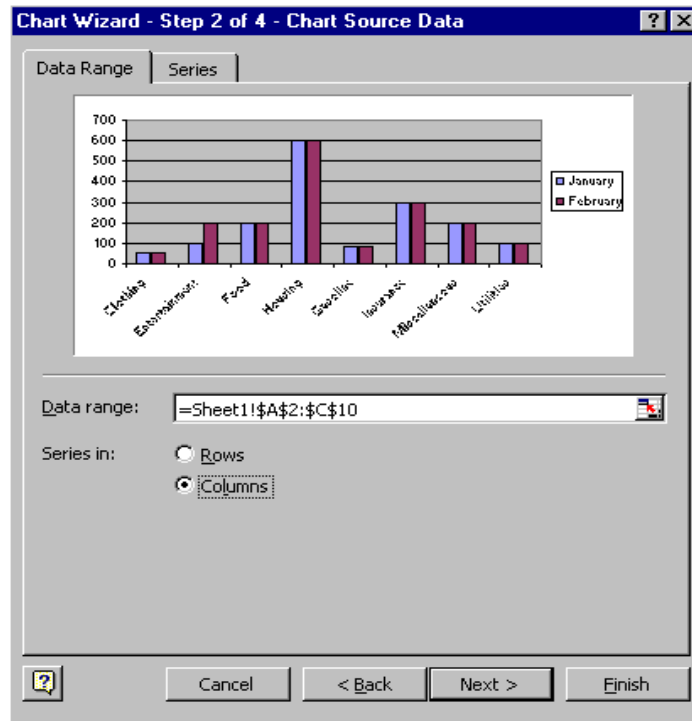 Chart Wizard - Step 2 of 4 - Chart Source Data
Data Range Series
700
600
500
400
300
200
100
0
January
February
Clothing Entertainment Food Housing Insurance Miscellaneous Utilities
Data range: =Sheet1!$A$2:$C$10
Series in: Rows
Columns
Cancel < Back Next > Finish